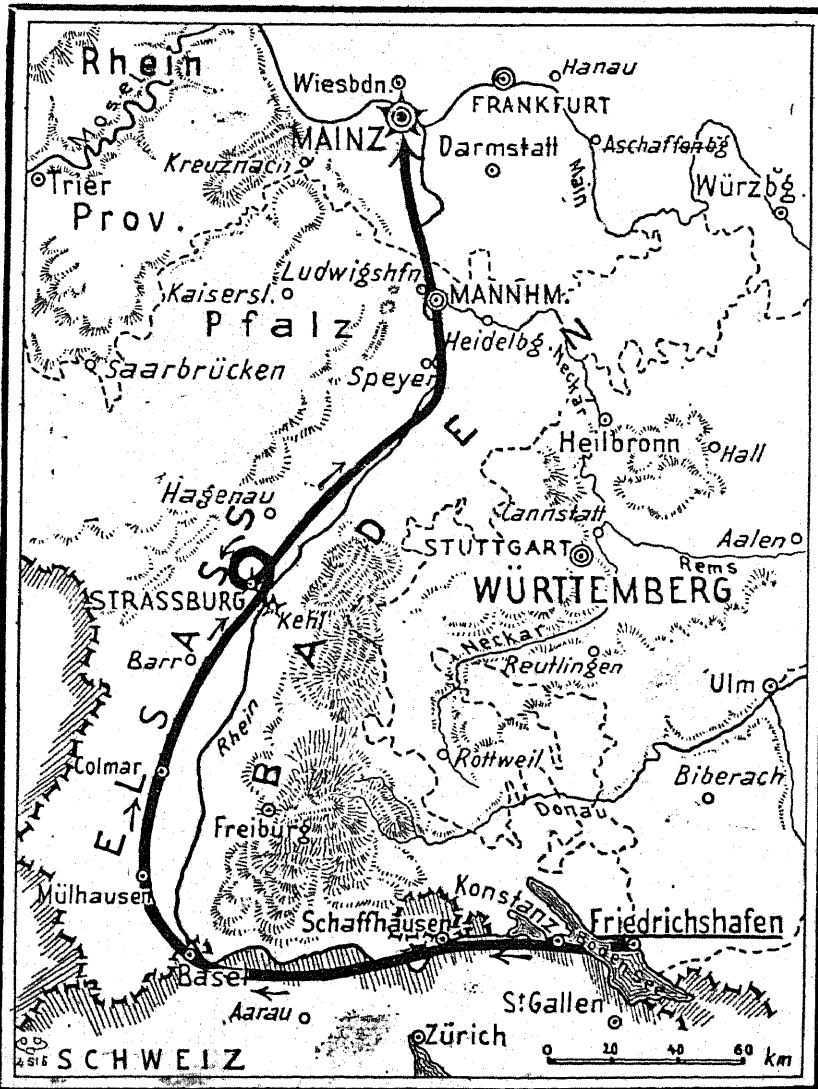 Rhein
Mosel
Wiesbdn.
Hanau
FRANKFURT
MAINZ
Kreuznach
Darmstatt
Aschaffenbg
Main
Trier
Würzbg.
Prov.
Ludwigshfn
Kaisersl.
MANNHM.
Pfalz
Heidelbg.
Saarbrücken
Speyer
Neckar
Heilbronn
Hall
Hagenau
Cannstatt
Aalen
STUTTGART
Rems
STRASSBURG
WÜRTTEMBERG
Kehl
Neckar
Barr
Reutlingen
Ulm
Rhein
Colmar
Rottweil
Biberach
ELSASS
BADEN
Freiburg
Donau
Mülhausen
Schaffhausen
Konstanz
Friedrichshafen
Boden See
Basel
Aarau
St Gallen
Zürich
SCHWEIZ
0 20 40 60 km